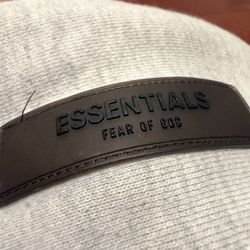 ESSENTIALS
FEAR OF GOD